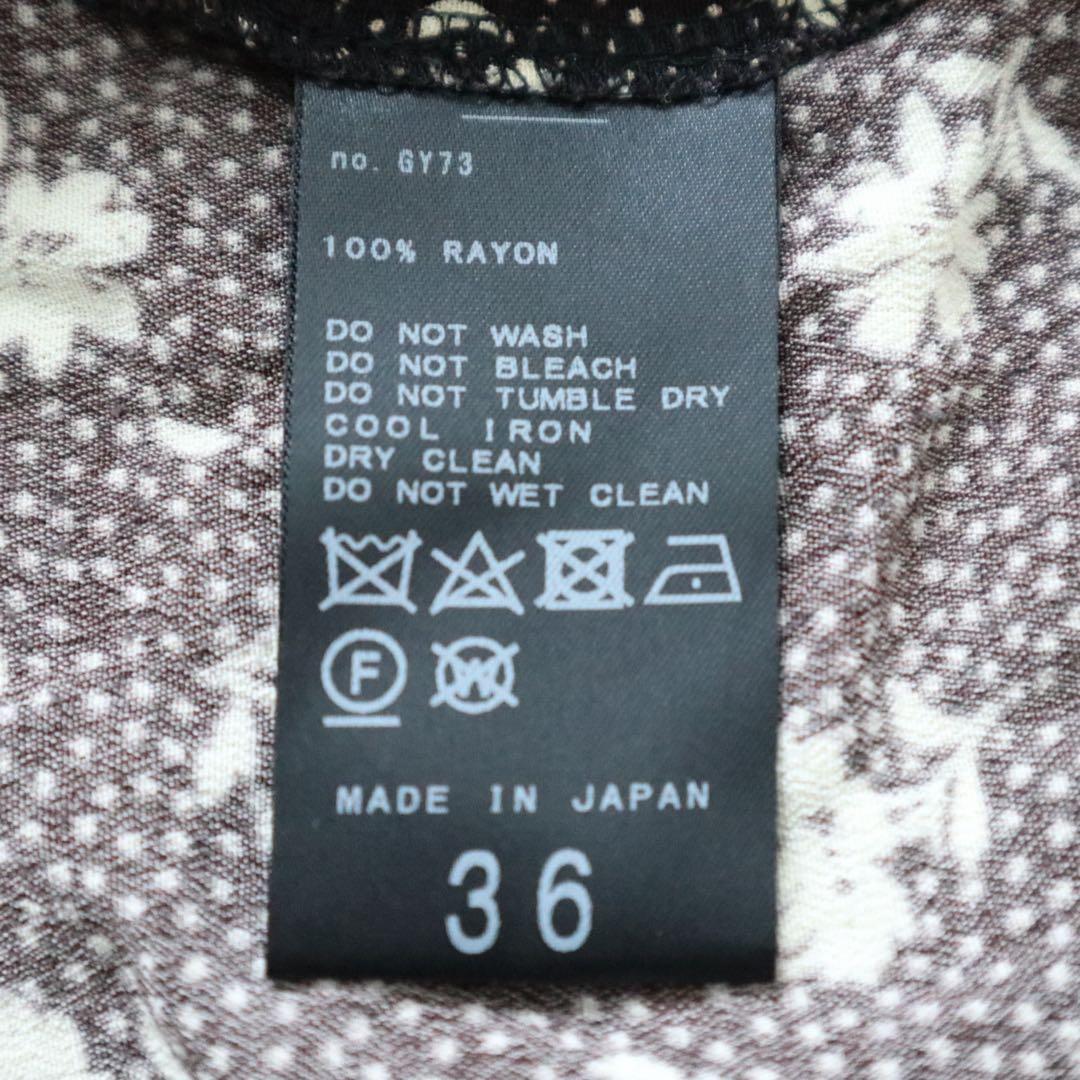 no. GY73
100% RAYON
DO NOT WASH
DO NOT BLEACH
DO NOT TUMBLE DRY
COOL IRON
DRY CLEAN
DO NOT WET CLEAN
F W
MADE IN JAPAN
36